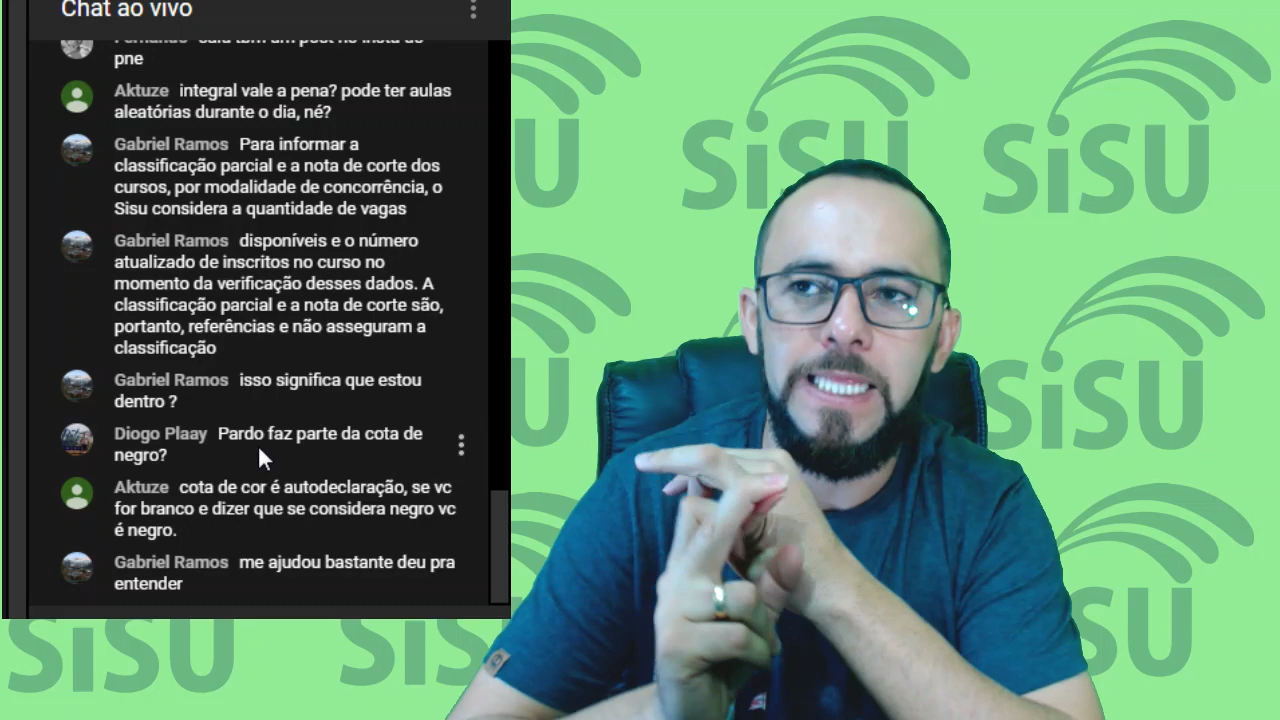 Chat ao vivo
pne
Aktuze integral vale a pena? pode ter aulas
aleatórias durante o dia, né?
Gabriel Ramos Para informar a
classificação parcial e a nota de corte dos
cursos, por modalidade de concorrência, o
Sisu considera a quantidade de vagas
Gabriel Ramos disponíveis e o número
atualizado de inscritos no curso no
momento da verificação desses dados. A
classificação parcial e a nota de corte são,
portanto, referências e não asseguram a
classificação
Gabriel Ramos isso significa que estou
dentro ?
Diogo Plaay Pardo faz parte da cota de
negro?
Aktuze cota de cor é autodeclaração, se vc
for branco e dizer que se considera negro vc
é negro.
Gabriel Ramos me ajudou bastante deu pra
entender
SiSU
SiSU
SiSU
SiSU
SiSU